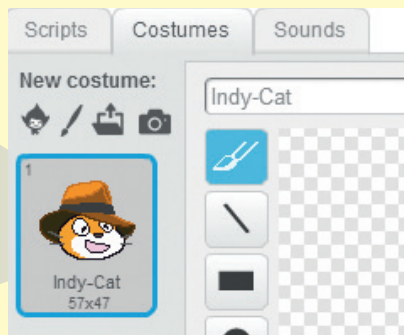 Scripts Costumes Sounds
New costume:
Indy-Cat
1
Indy-Cat
57x47